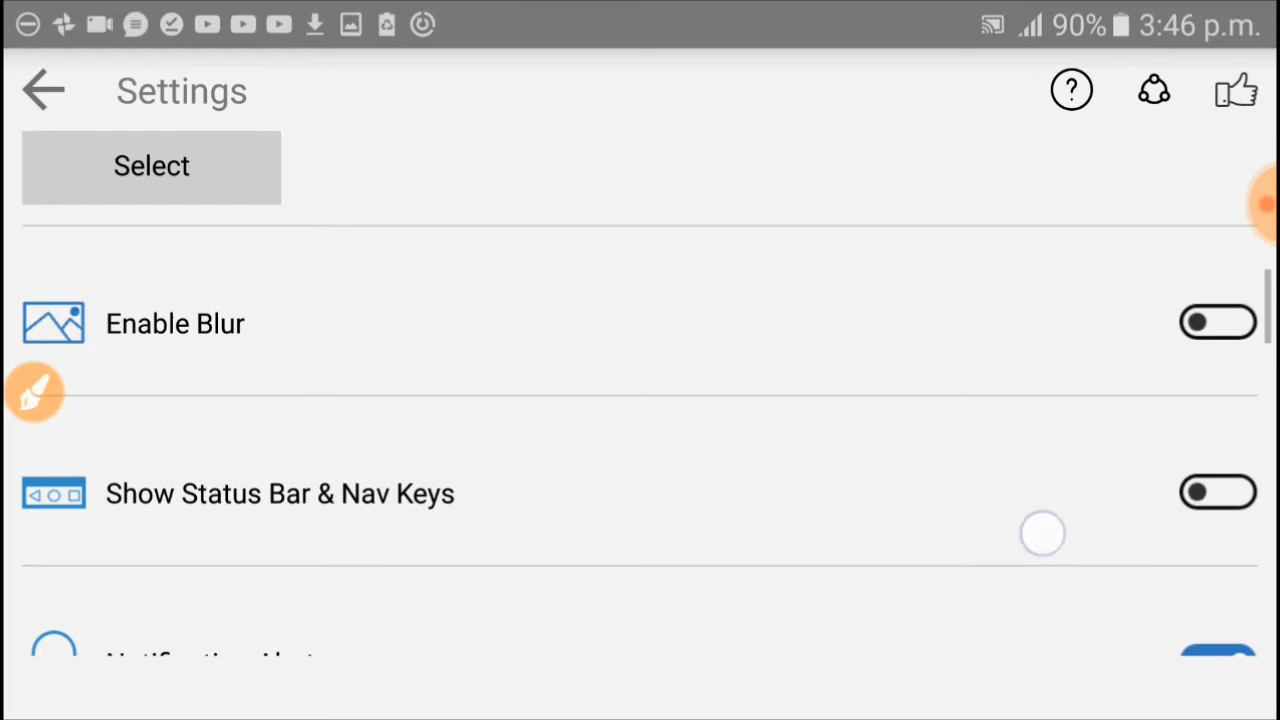 90% 3:46 p.m.
Settings
Select
Enable Blur
Show Status Bar & Nav Keys